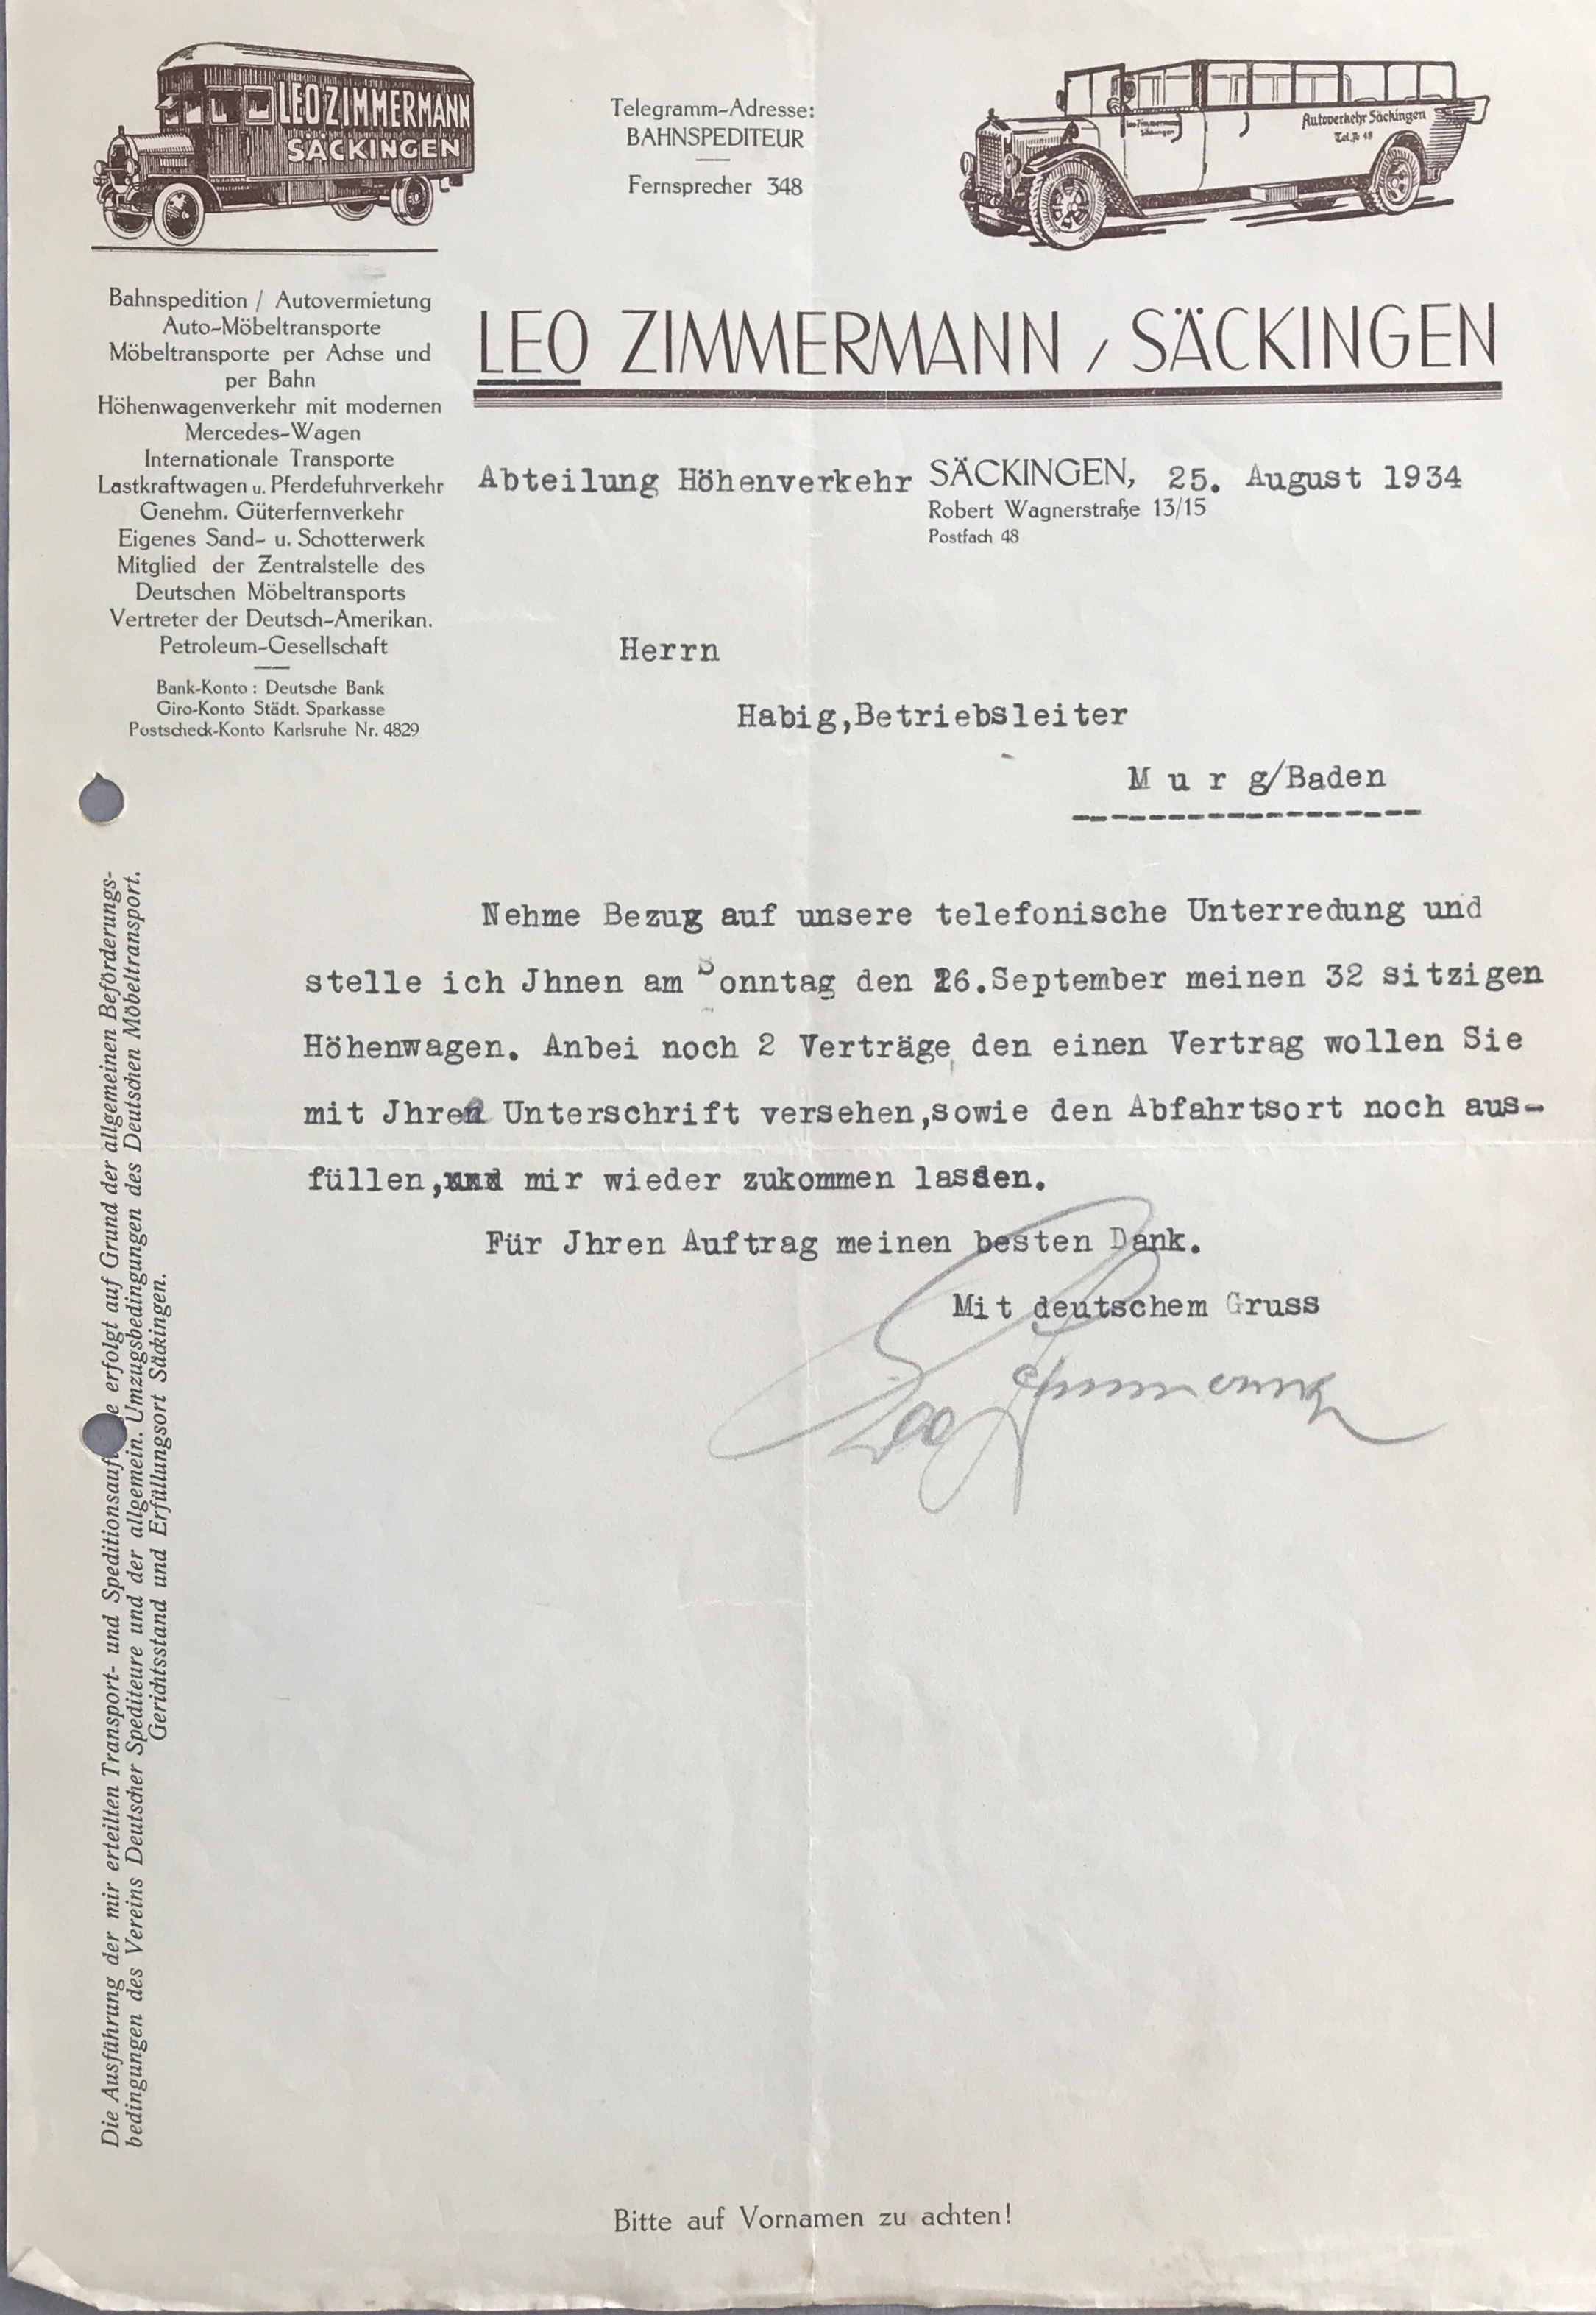 LEO ZIMMERMANN
SÄCKINGEN
Telegramm-Adresse:
BAHNSPEDITEUR
Fernsprecher 348
Leo Zimmermann
Säckingen
Autoverkehr Säckingen
Tel. № 48
Bahnspedition / Autovermietung
Auto-Möbeltransporte
Möbeltransporte per Achse und
per Bahn
Höhenwagenverkehr mit modernen
Mercedes-Wagen
Internationale Transporte
Lastkraftwagen u. Pferdefuhrverkehr
Genehm. Güterfernverkehr
Eigenes Sand- u. Schotterwerk
Mitglied der Zentralstelle des
Deutschen Möbeltransports
Vertreter der Deutsch-Amerikan.
Petroleum-Gesellschaft
Bank-Konto: Deutsche Bank
Giro-Konto Städt. Sparkasse
Postscheck-Konto Karlsruhe Nr. 4829
LEO ZIMMERMANN / SÄCKINGEN
Abteilung Höhenverkehr SÄCKINGEN, 25. August 1934
Robert Wagnerstraße 13/15
Postfach 48
Herrn
Habig,Betriebsleiter
M u r g/Baden
Nehme Bezug auf unsere telefonische Unterredung und
stelle ich Jhnen am Sonntag den 26.September meinen 32 sitzigen
Höhenwagen. Anbei noch 2 Verträge, den einen Vertrag wollen Sie
mit Jhren Unterschrift versehen,sowie den Abfahrtsort noch aus-
füllen,und mir wieder zukommen lassen.
Für Jhren Auftrag meinen besten Dank.
Mit deutschem Gruss
Leo Zimmermann
Die Ausführung der mir erteilten Transport- und Speditionsauf e erfolgt auf Grund der allgemeinen Beförderungs-
bedingungen des Vereins Deutscher Spediteure und der allgemein. Umzugsbedingungen des Deutschen Möbeltransport.
Gerichtsstand und Erfüllungsort Säckingen.
Bitte auf Vornamen zu achten!